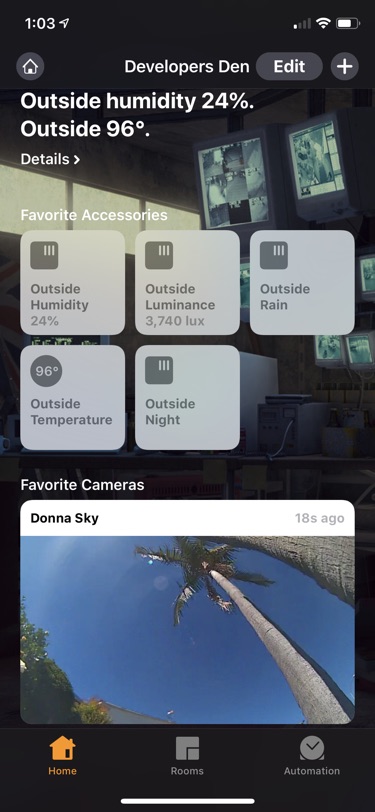 1:03
Developers Den
Edit
Outside humidity 24%.
Outside 96°.
Details
Favorite Accessories
Outside
Humidity
24%
Outside
Luminance
3,740 lux
Outside
Rain
96°
Outside
Temperature
Outside
Night
Favorite Cameras
Donna Sky
18s ago
Home
Rooms
Automation